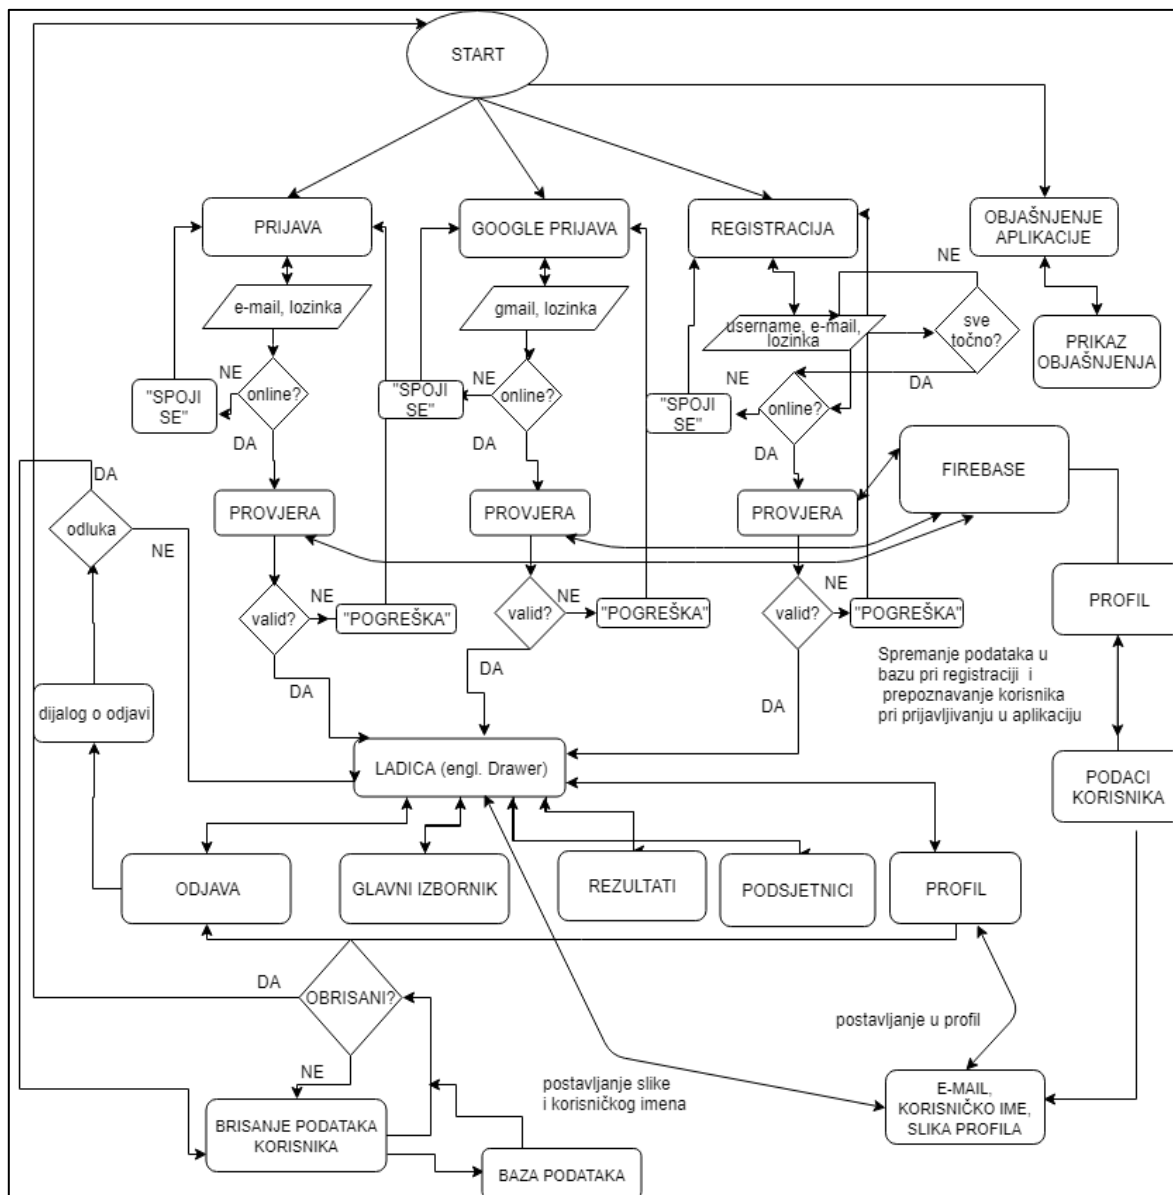 START
PRIJAVA
GOOGLE PRIJAVA
REGISTRACIJA
OBJAŠNJENJE
APLIKACIJE
NE
e-mail, lozinka
gmail, lozinka
username, e-mail,
lozinka
sve
točno?
PRIKAZ
OBJAŠNJENJA
"SPOJI
SE"
NE
online?
"SPOJI
SE"
NE
online?
"SPOJI
SE"
NE
online?
DA
DA
DA
DA
DA
FIREBASE
odluka
NE
PROVJERA
PROVJERA
PROVJERA
valid?
NE
"POGREŠKA"
valid?
NE
"POGREŠKA"
valid?
NE
"POGREŠKA"
PROFIL
DA
DA
DA
Spremanje podataka u
bazu pri registraciji i
prepoznavanje korisnika
pri prijavljivanju u aplikaciju
dijalog o odjavi
LADICA (engl. Drawer)
PODACI
KORISNIKA
ODJAVA
GLAVNI IZBORNIK
REZULTATI
PODSJETNICI
PROFIL
DA
OBRISANI?
NE
postavljanje u profil
postavljanje slike
i korisničkog imena
E-MAIL,
KORISNIČKO IME,
SLIKA PROFILA
BRISANJE PODATAKA
KORISNIKA
BAZA PODATAKA